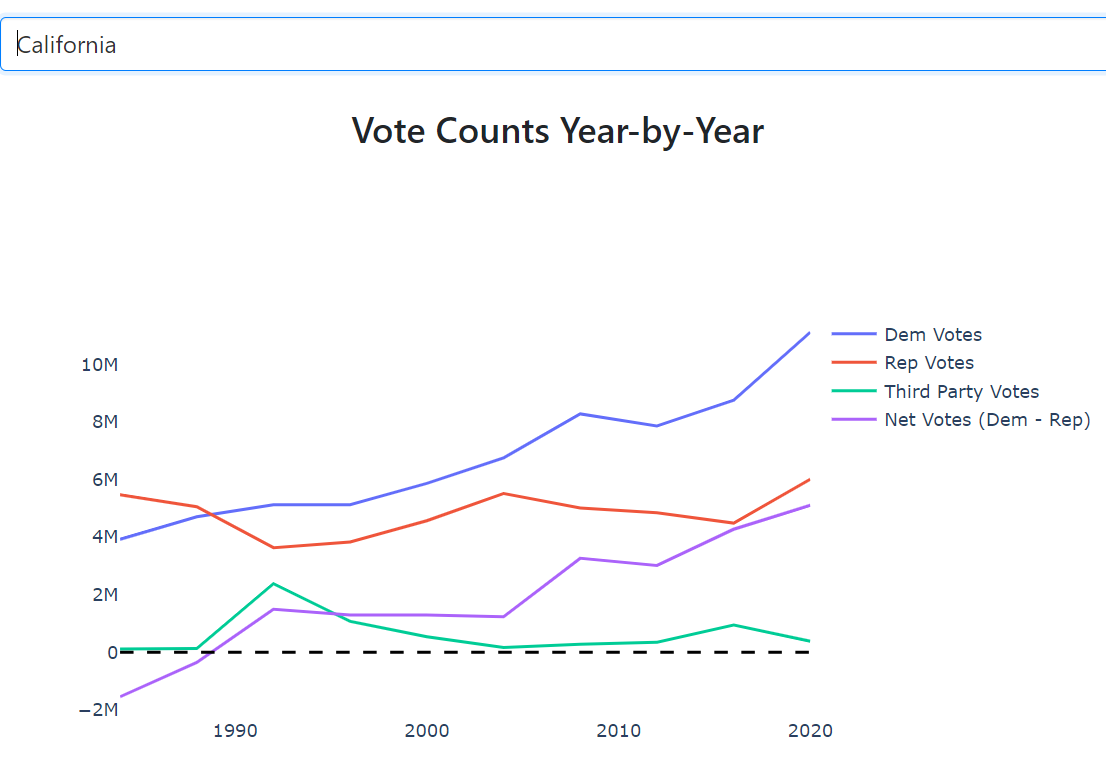 California
Vote Counts Year-by-Year
Dem Votes
Rep Votes
Third Party Votes
Net Votes (Dem - Rep)
10M
8M
6M
4M
2M
0
−2M
1990 2000 2010 2020